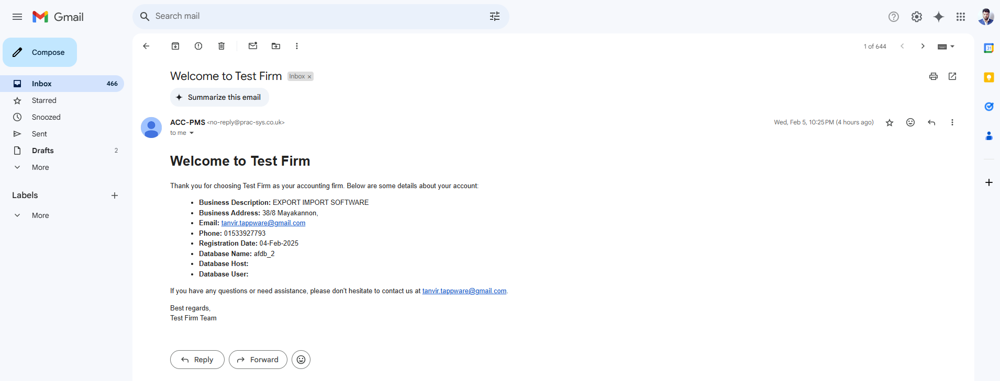 Gmail
Search mail
Compose
1 of 644
Inbox 466
Starred
Snoozed
Sent
Drafts 2
More
Labels
More
Welcome to Test Firm Inbox ×
Summarize this email
ACC-PMS <no-reply@prac-sys.co.uk> Wed, Feb 5, 10:25 PM (4 hours ago)
to me
Welcome to Test Firm
Thank you for choosing Test Firm as your accounting firm. Below are some details about your account:
• Business Description: EXPORT IMPORT SOFTWARE
• Business Address: 38/8 Mayakannon,
• Email: tanvir.tappware@gmail.com
• Phone: 01533927793
• Registration Date: 04-Feb-2025
• Database Name: afdb_2
• Database Host:
• Database User:
If you have any questions or need assistance, please don't hesitate to contact us at tanvir.tappware@gmail.com.
Best regards,
Test Firm Team
Reply
Forward
31